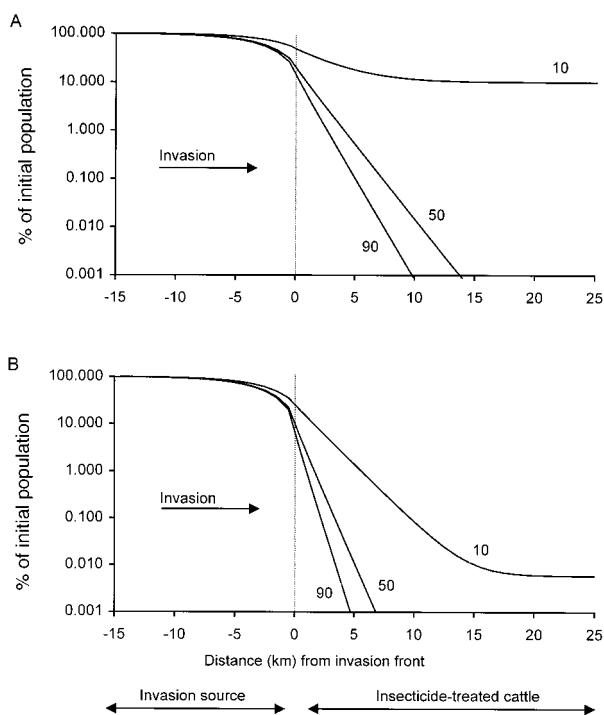 A
% of initial population
100.000
10.000
1.000
0.100
0.010
0.001
Invasion
10
50
90
-15 -10 -5 0 5 10 15 20 25
B
% of initial population
100.000
10.000
1.000
0.100
0.010
0.001
Invasion
10
90
50
-15 -10 -5 0 5 10 15 20 25
Distance (km) from invasion front
Invasion source
Insecticide-treated cattle